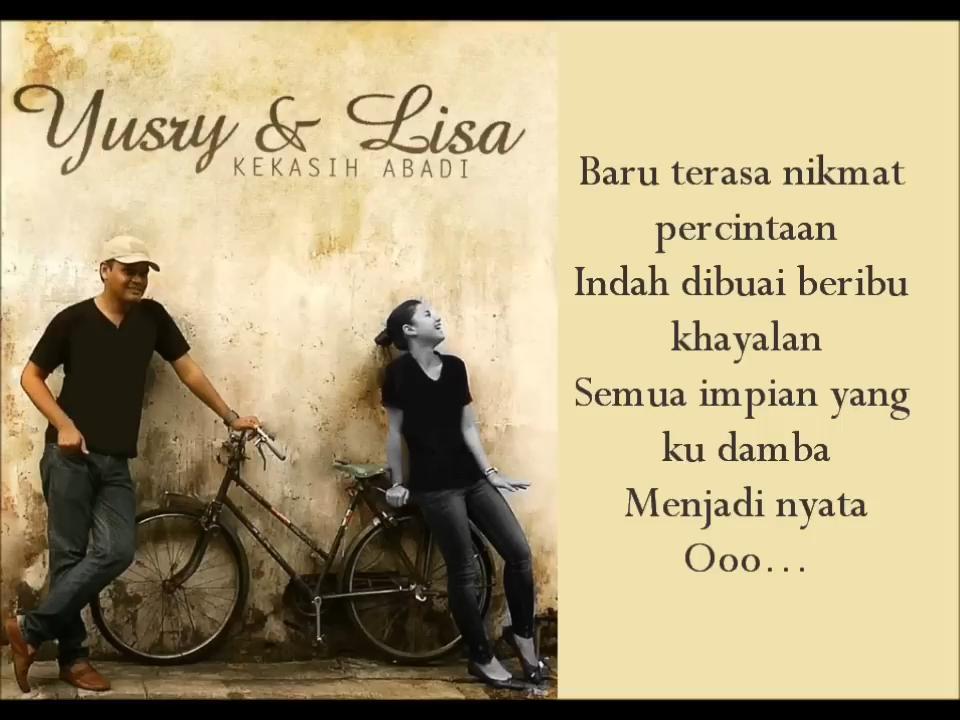 Yusry & Lisa
KEKASIH ABADI
Baru terasa nikmat
percintaan
Indah dibuai beribu
khayalan
Semua impian yang
ku damba
Menjadi nyata
Ooo...